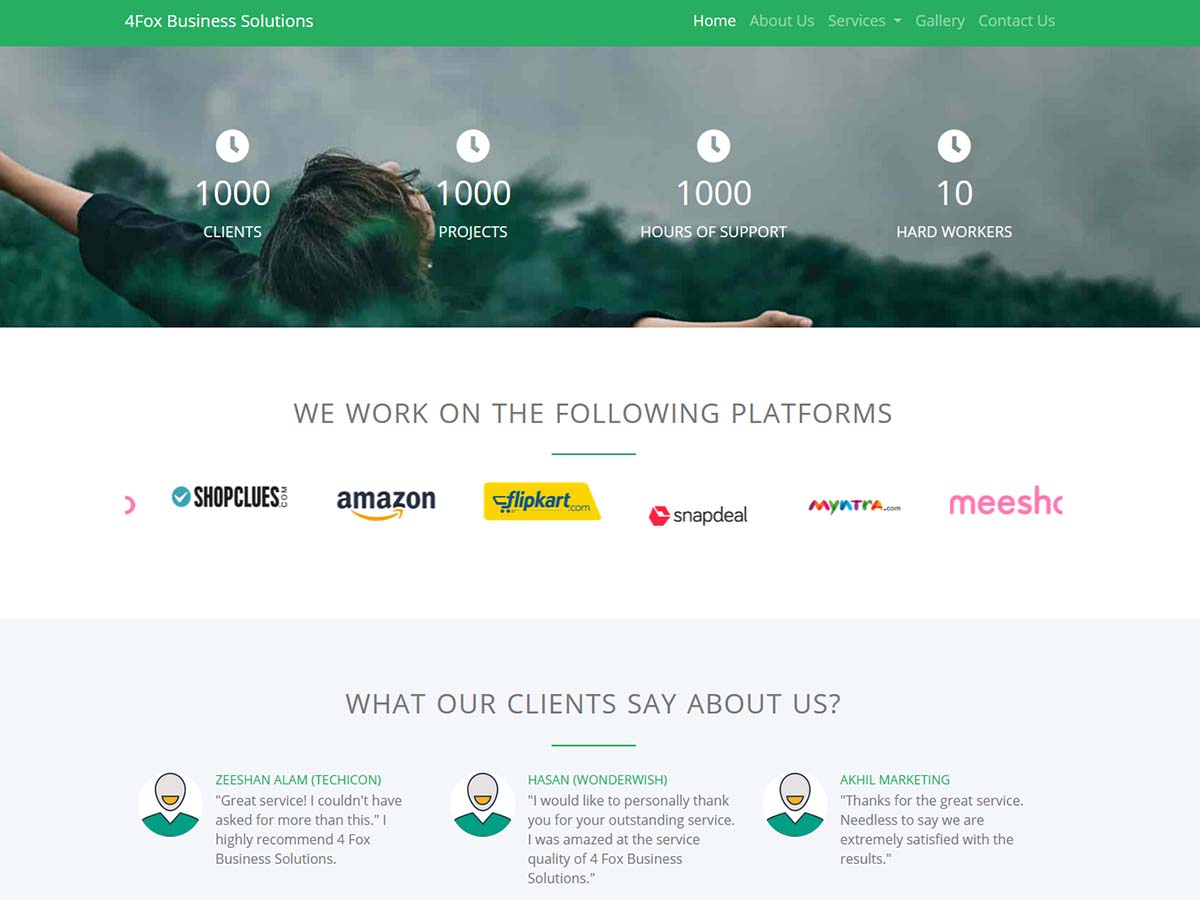 4Fox Business Solutions
Home About Us Services Gallery Contact Us
1000 1000 1000 10
CLIENTS PROJECTS HOURS OF SUPPORT HARD WORKERS
WE WORK ON THE FOLLOWING PLATFORMS
SHOPCLUES.COM amazon flipkart.com snapdeal myntra.com meesho
WHAT OUR CLIENTS SAY ABOUT US?
ZEESHAN ALAM (TECHICON)
"Great service! I couldn't have
asked for more than this." I
highly recommend 4 Fox
Business Solutions.
HASAN (WONDERWISH)
"I would like to personally thank
you for your outstanding service.
I was amazed at the service
quality of 4 Fox Business
Solutions."
AKHIL MARKETING
"Thanks for the great service.
Needless to say we are
extremely satisfied with the
results."